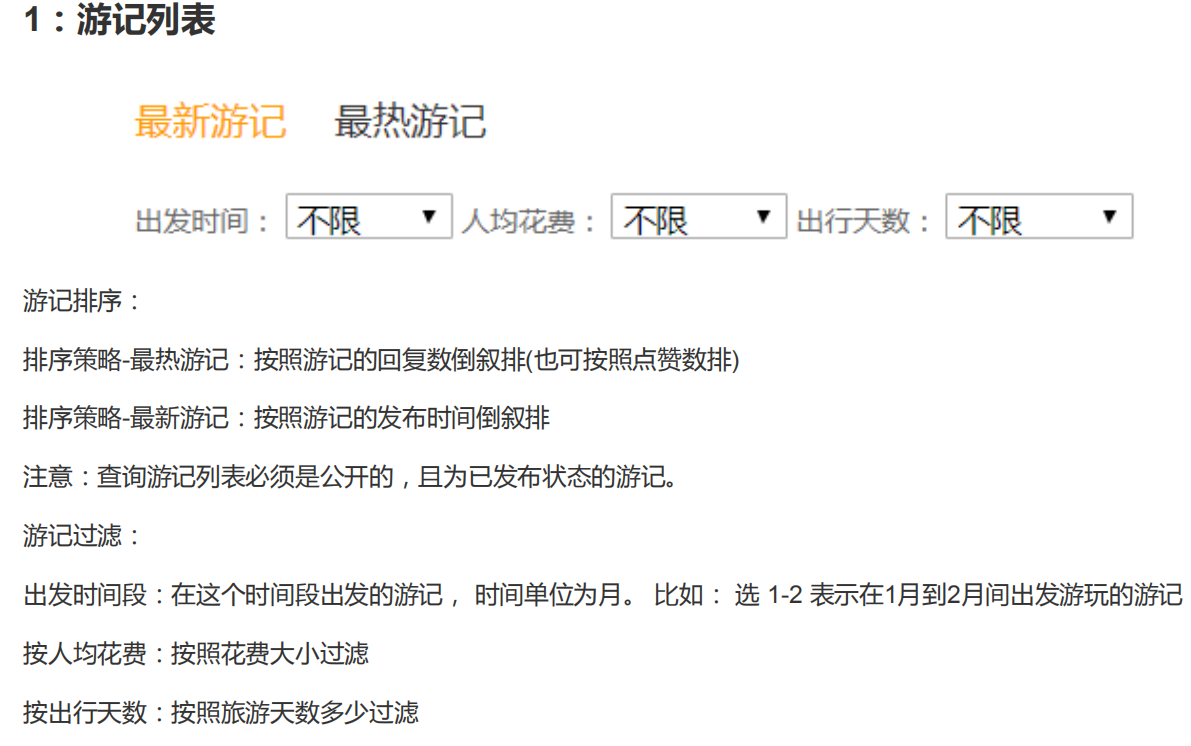 1：游记列表
最新游记 最热游记
出发时间： 不限 ▼ 人均花费： 不限 ▼ 出行天数： 不限 ▼
游记排序：
排序策略-最热游记：按照游记的回复数倒叙排(也可按照点赞数排)
排序策略-最新游记：按照游记的发布时间倒叙排
注意：查询游记列表必须是公开的，且为已发布状态的游记。
游记过滤：
出发时间段：在这个时间段出发的游记， 时间单位为月。 比如： 选 1-2 表示在1月到2月间出发游玩的游记
按人均花费：按照花费大小过滤
按出行天数：按照旅游天数多少过滤